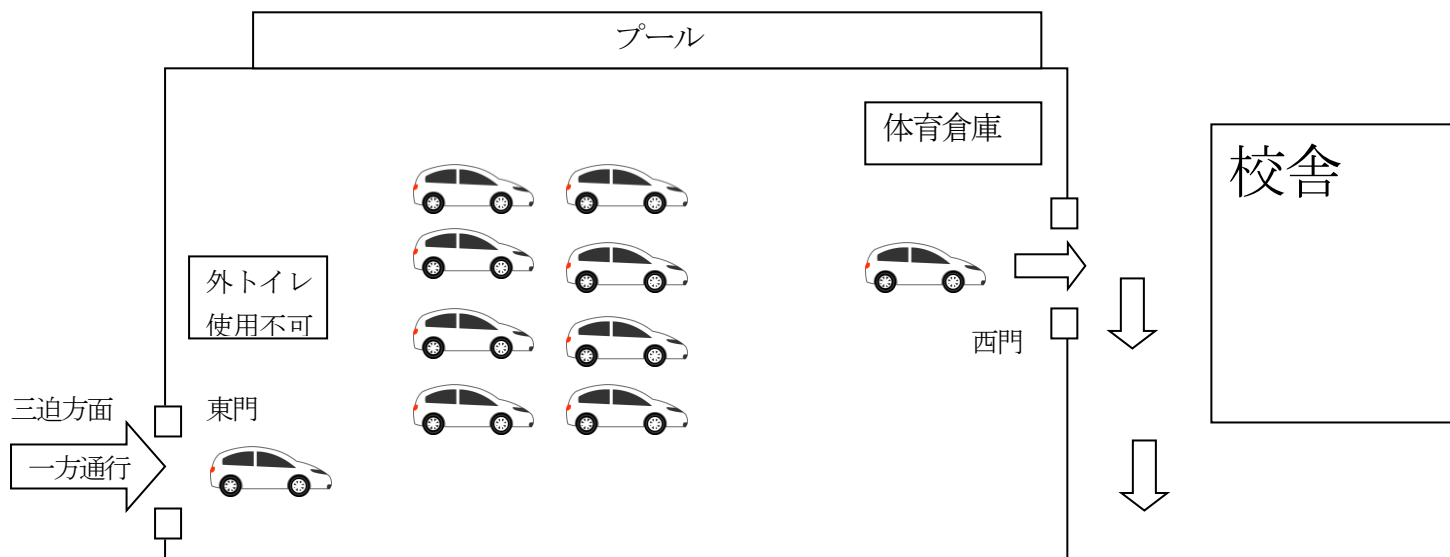 プール
体育倉庫
校舎
外トイレ
使用不可
西門
三迫方面
東門
一方通行